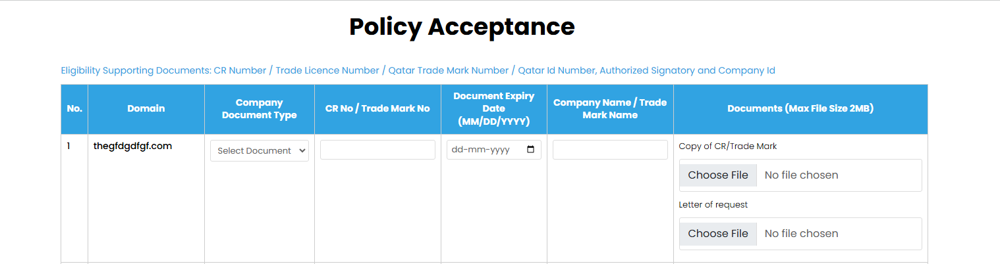 Policy Acceptance
Eligibility Supporting Documents: CR Number / Trade Licence Number / Qatar Trade Mark Number / Qatar Id Number, Authorized Signatory and Company Id
No.
Domain
Company
Document Type
CR No / Trade Mark No
Document Expiry
Date
(MM/DD/YYYY)
Company Name / Trade
Mark Name
Documents (Max File Size 2MB)
1
thegfdgdfgf.com
Select Document
dd-mm-yyyy
Copy of CR/Trade Mark
Choose File No file chosen
Letter of request
Choose File No file chosen